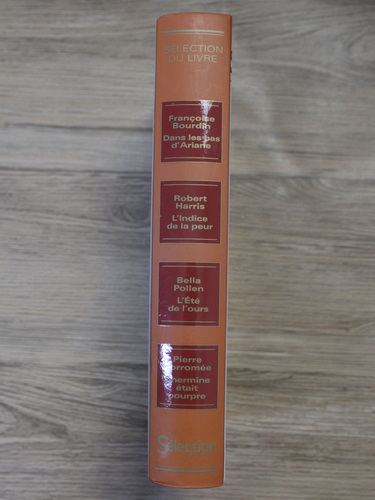 SÉLECTION
DU LIVRE
Françoise
Bourdin
Dans les pas
d'Ariane
Robert
Harris
L'Indice
de la peur
Bella
Pollen
L'Été
de l'ours
Pierre
Borromée
L'hermine
était
pourpre
Sélection